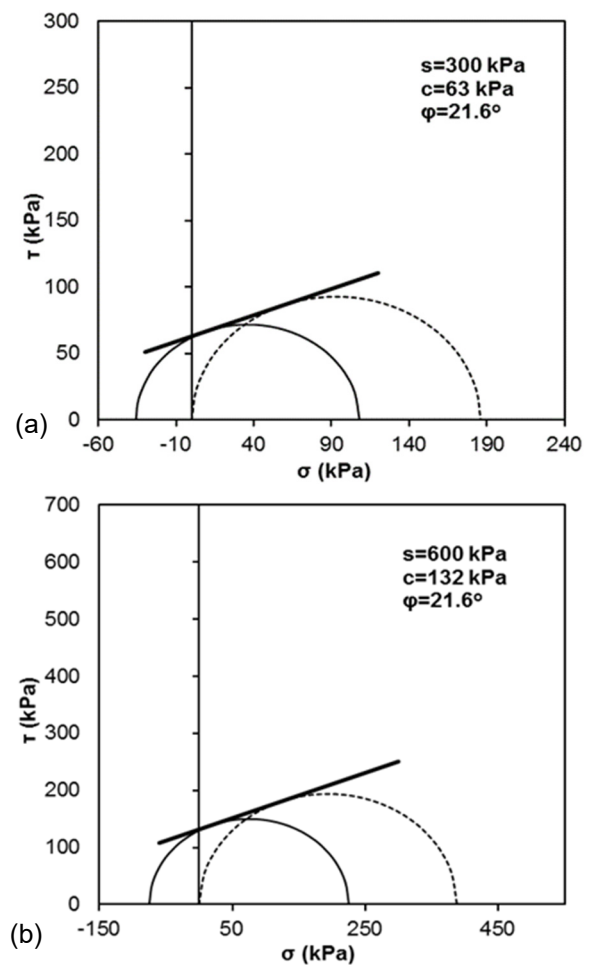 300
250
200
150
100
50
0
τ (kPa)
s=300 kPa
c=63 kPa
φ=21.6°
(a)
-60 -10 40 90 140 190 240
σ (kPa)
700
600
500
400
300
200
100
0
τ (kPa)
s=600 kPa
c=132 kPa
φ=21.6°
(b)
-150 50 250 450
σ (kPa)